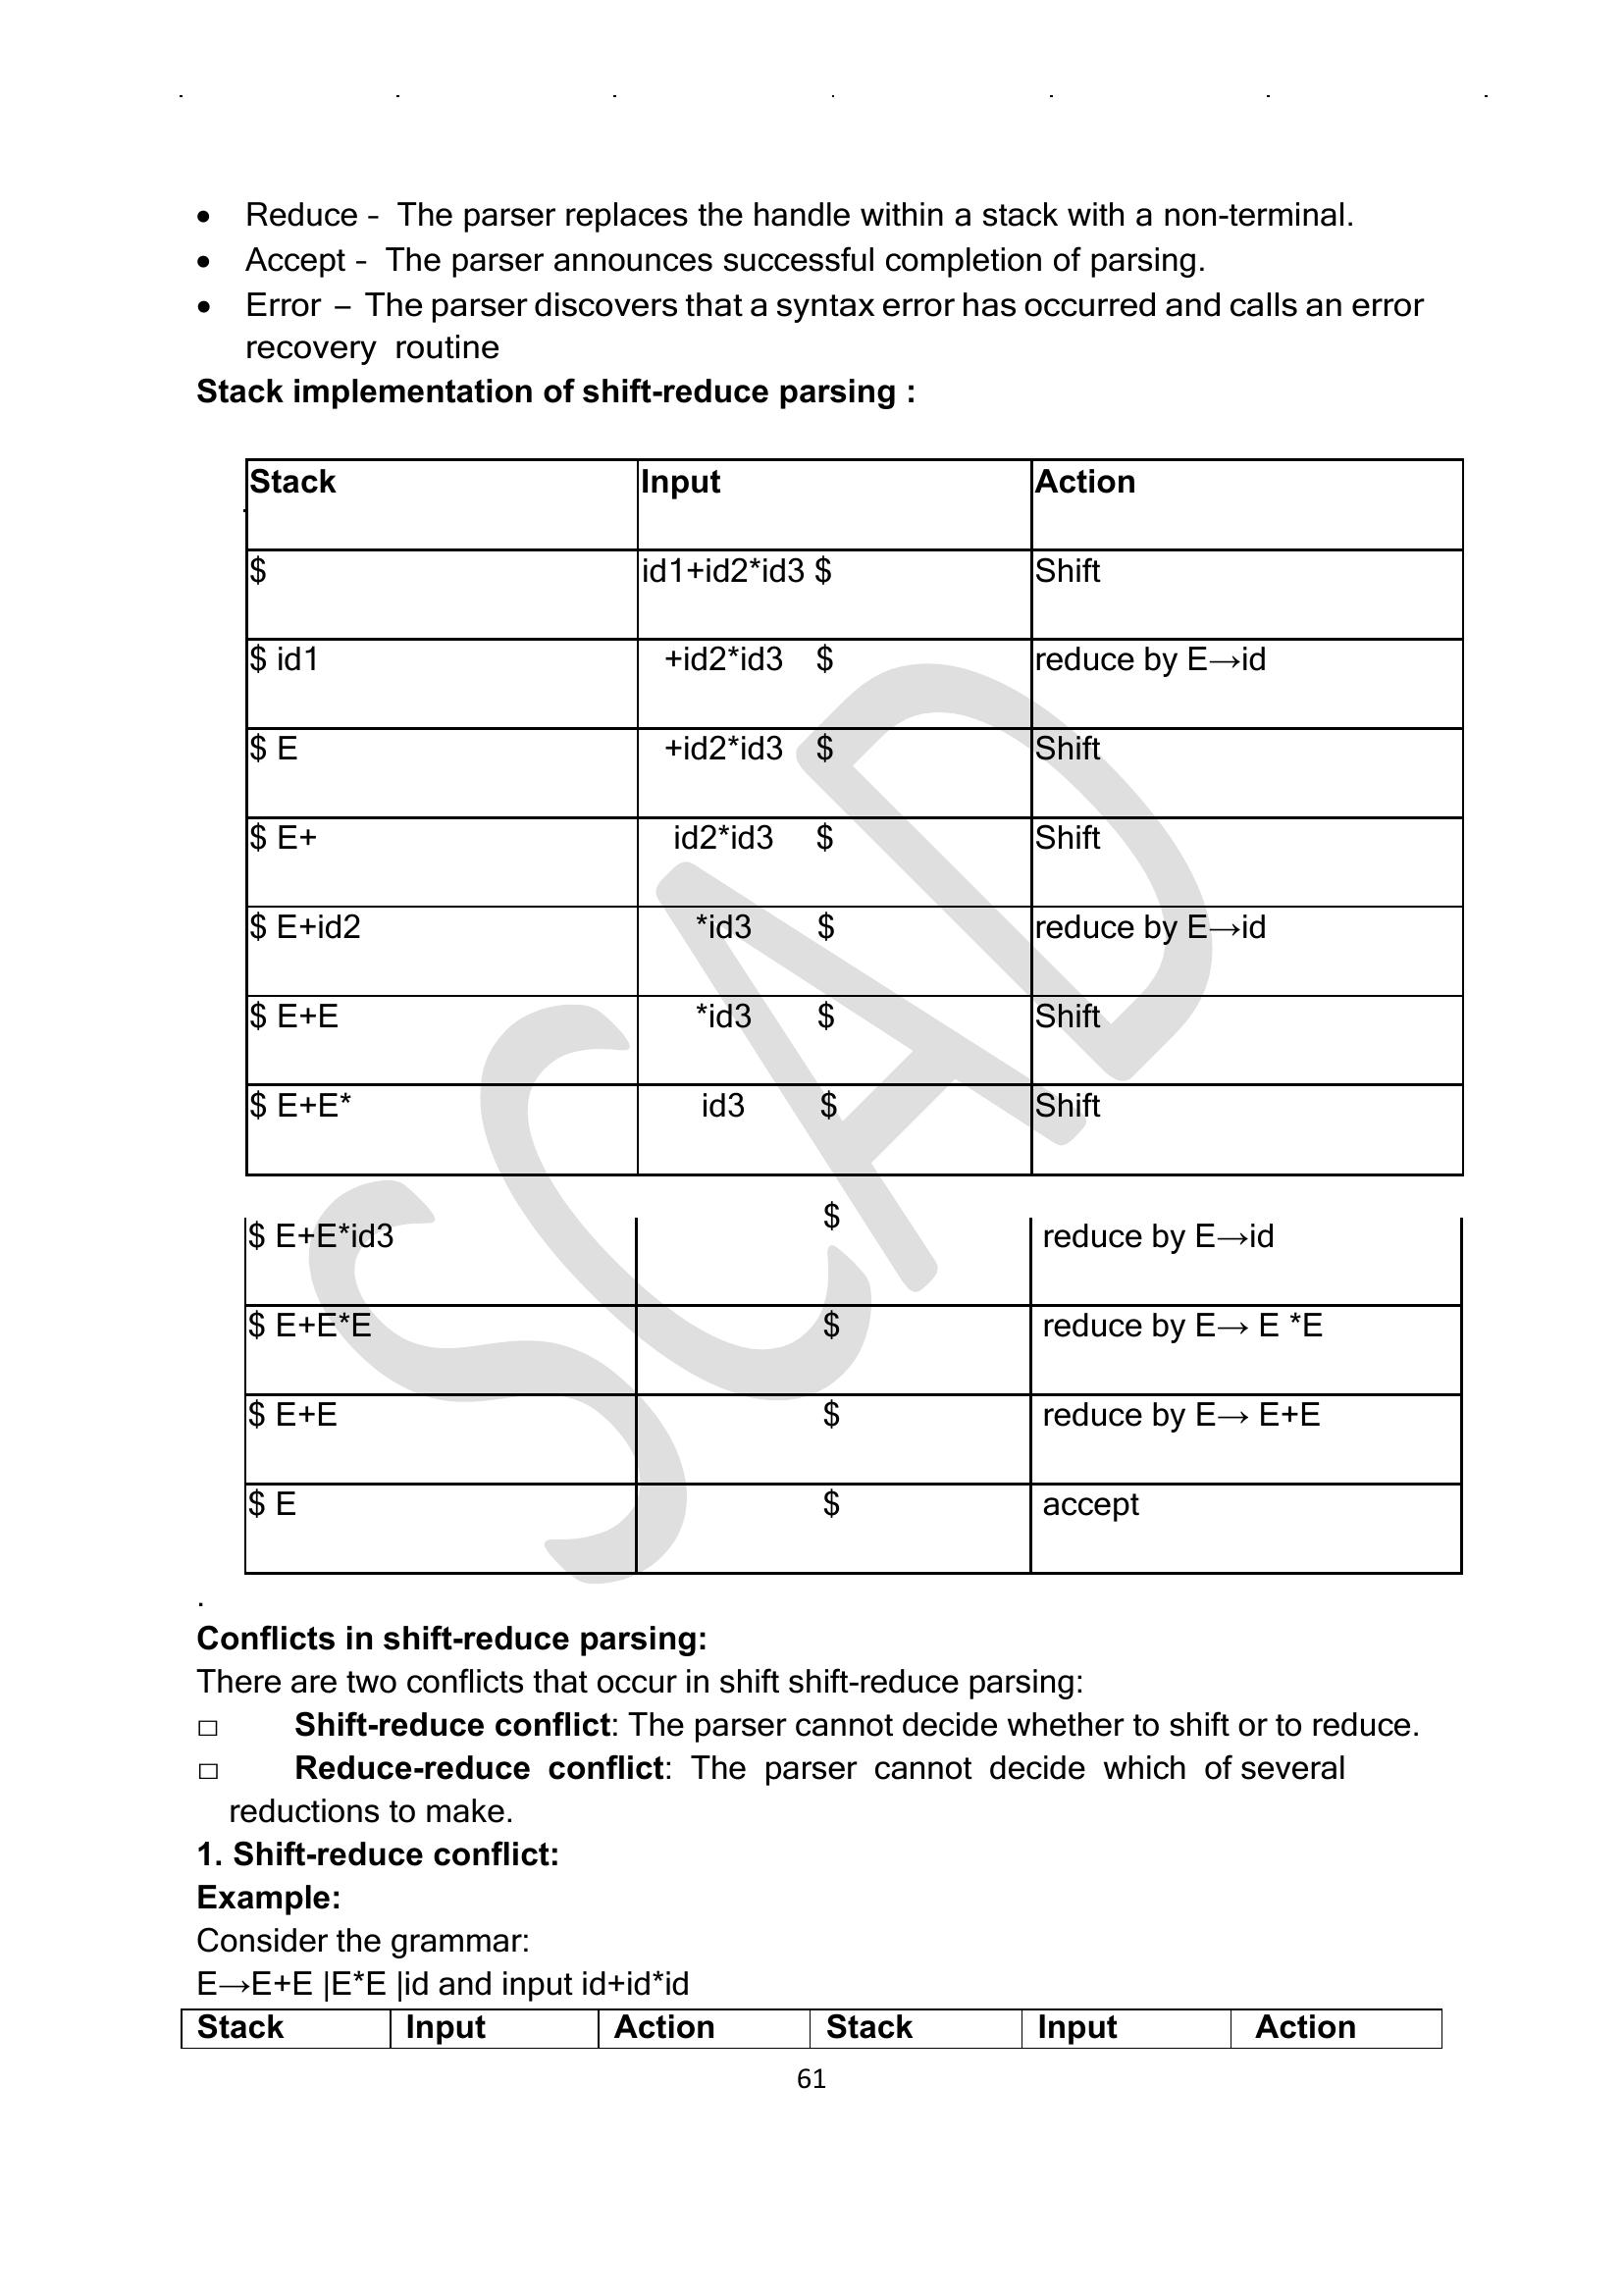 • Reduce – The parser replaces the handle within a stack with a non-terminal.
• Accept – The parser announces successful completion of parsing.
• Error – The parser discovers that a syntax error has occurred and calls an error
recovery routine
Stack implementation of shift-reduce parsing :
Stack Input Action
$ id1+id2*id3 $ Shift
$ id1 +id2*id3 $ reduce by E→id
$ E +id2*id3 $ Shift
$ E+ id2*id3 $ Shift
$ E+id2 *id3 $ reduce by E→id
$ E+E *id3 $ Shift
$ E+E* id3 $ Shift
$ E+E*id3 $ reduce by E→id
$ E+E*E $ reduce by E→ E *E
$ E+E $ reduce by E→ E+E
$ E $ accept
.
Conflicts in shift-reduce parsing:
There are two conflicts that occur in shift shift-reduce parsing:
□ Shift-reduce conflict: The parser cannot decide whether to shift or to reduce.
□ Reduce-reduce conflict: The parser cannot decide which of several
reductions to make.
1. Shift-reduce conflict:
Example:
Consider the grammar:
E→E+E |E*E |id and input id+id*id
Stack Input Action Stack Input Action
61
SCAD